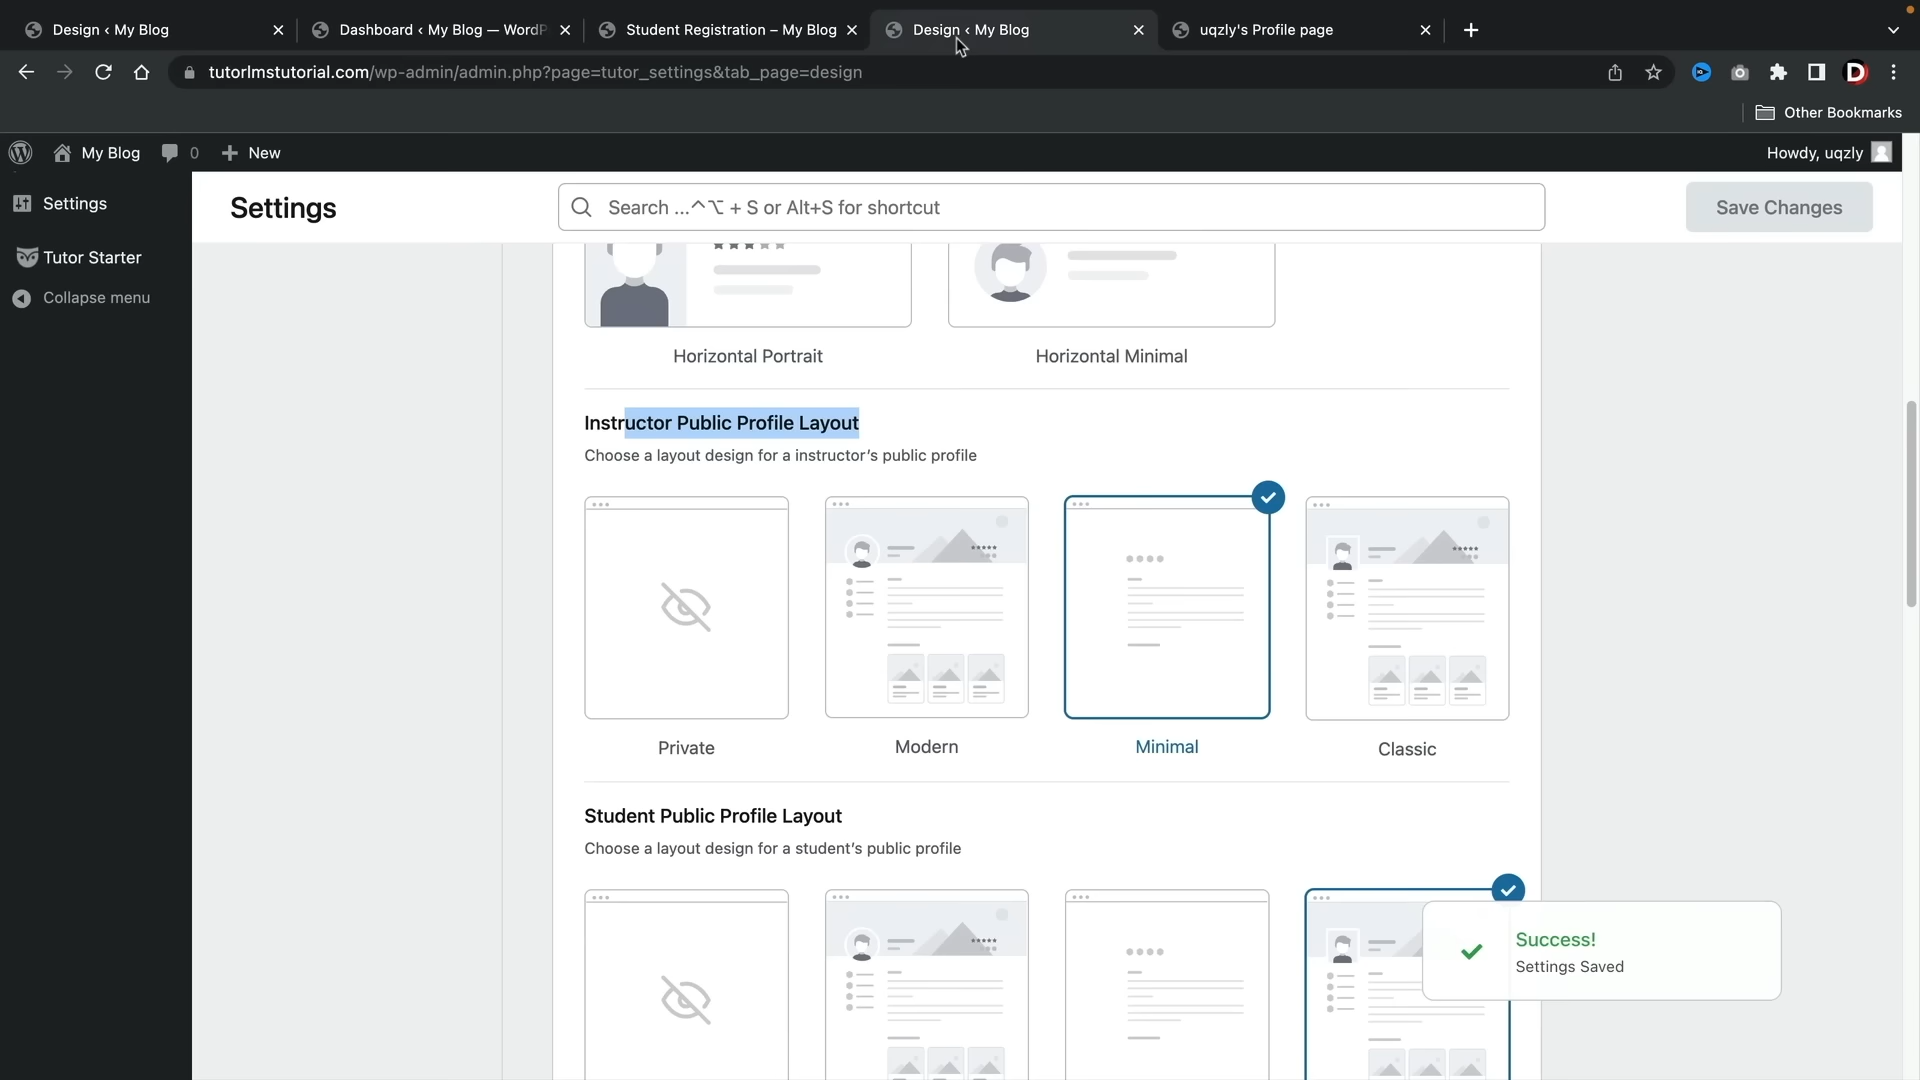 Design ‹ My Blog
Dashboard ‹ My Blog — WordP
Student Registration – My Blog
Design ‹ My Blog
uqzly's Profile page
tutorlmstutorial.com/wp-admin/admin.php?page=tutor_settings&tab_page=design
Other Bookmarks
My Blog
0
New
Howdy, uqzly
Settings
Tutor Starter
Collapse menu
Settings
Search ...^⌥ + S or Alt+S for shortcut
Save Changes
Horizontal Portrait
Horizontal Minimal
Instructor Public Profile Layout
Choose a layout design for a instructor's public profile
Private
Modern
Minimal
Classic
Student Public Profile Layout
Choose a layout design for a student's public profile
Success!
Settings Saved